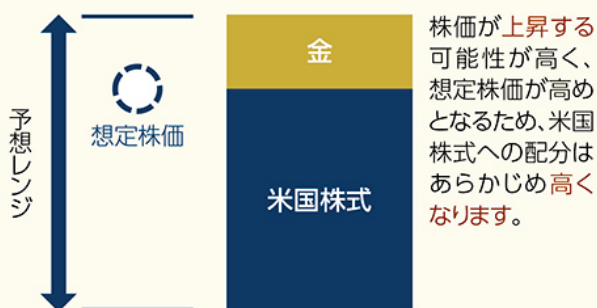 予想レンジ
想定株価
金
米国株式
株価が上昇する
可能性が高く、
想定株価が高め
となるため、米国
株式への配分は
あらかじめ高く
なります。